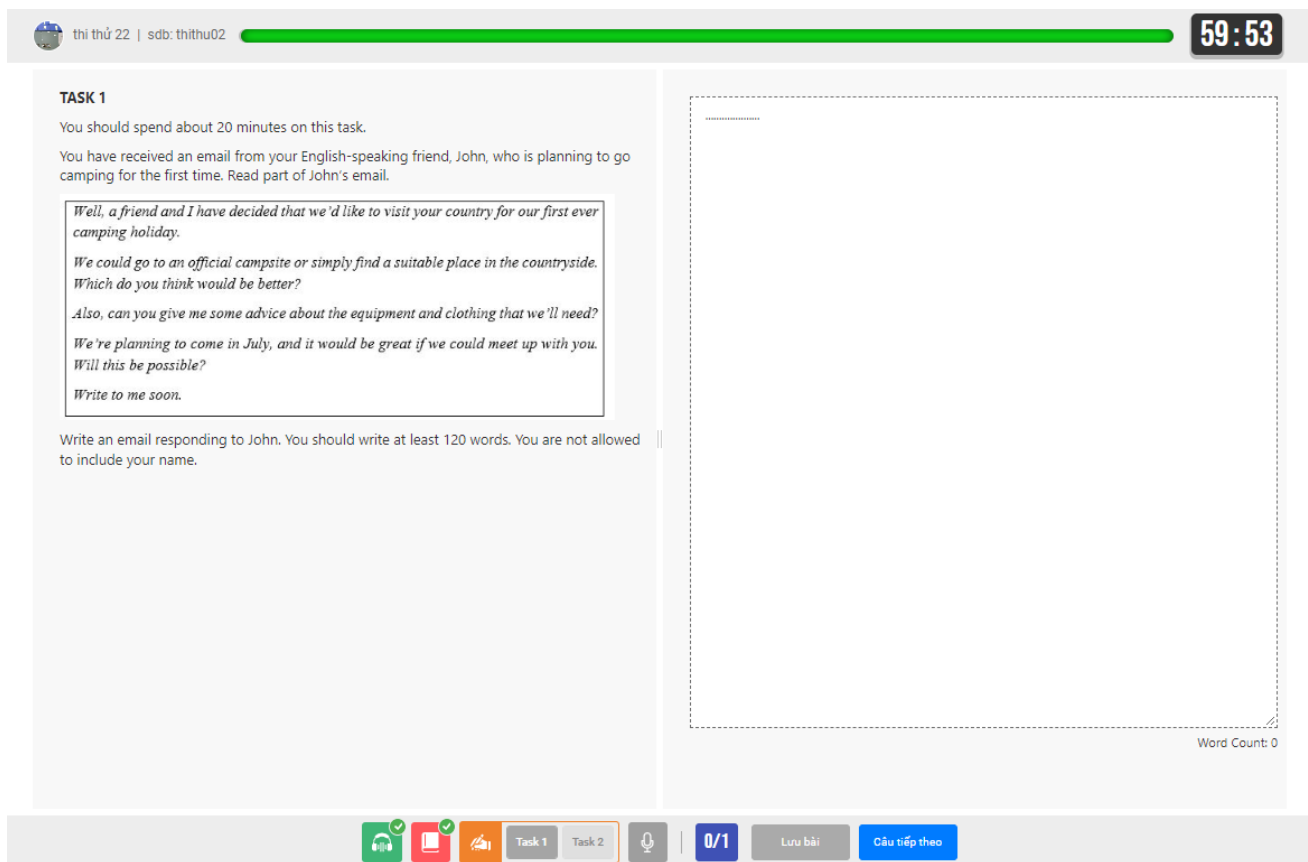 thi thử 22 | sdb: thithu02
59:53
TASK 1
You should spend about 20 minutes on this task.
You have received an email from your English-speaking friend, John, who is planning to go
camping for the first time. Read part of John's email.
Well, a friend and I have decided that we'd like to visit your country for our first ever
camping holiday.
We could go to an official campsite or simply find a suitable place in the countryside.
Which do you think would be better?
Also, can you give me some advice about the equipment and clothing that we'll need?
We're planning to come in July, and it would be great if we could meet up with you.
Will this be possible?
Write to me soon.
Write an email responding to John. You should write at least 120 words. You are not allowed
to include your name.
....................
Word Count: 0
Task 1
Task 2
0/1
Lưu bài
Câu tiếp theo